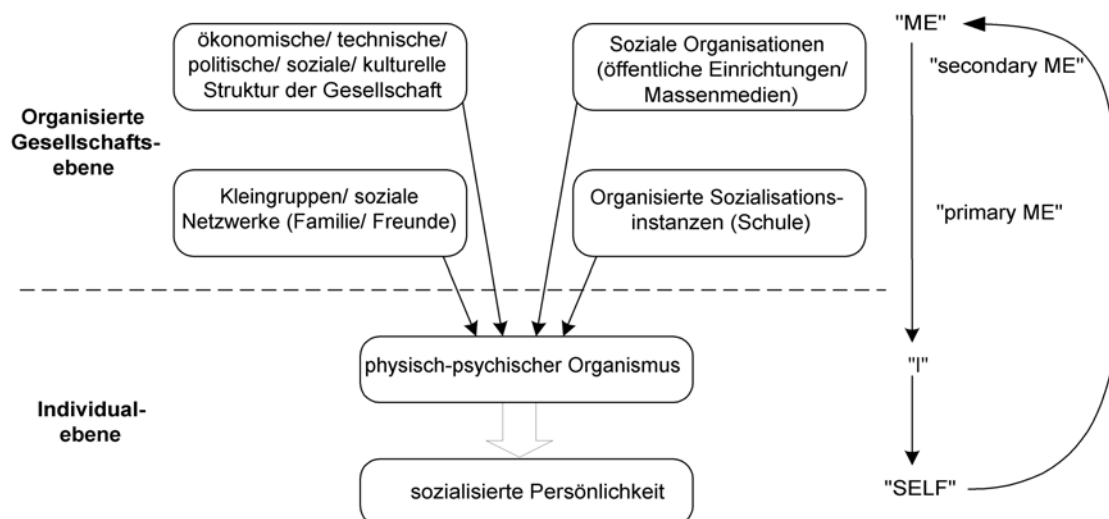 ökonomische/ technische/
politische/ soziale/ kulturelle
Struktur der Gesellschaft
Soziale Organisationen
(öffentliche Einrichtungen/
Massenmedien)
"ME"
"secondary ME"
Organisierte
Gesellschafts-
ebene
Kleingruppen/ soziale
Netzwerke (Familie/ Freunde)
Organisierte Sozialisations-
instanzen (Schule)
"primary ME"
physisch-psychischer Organismus
"I"
Individual-
ebene
sozialisierte Persönlichkeit
"SELF"